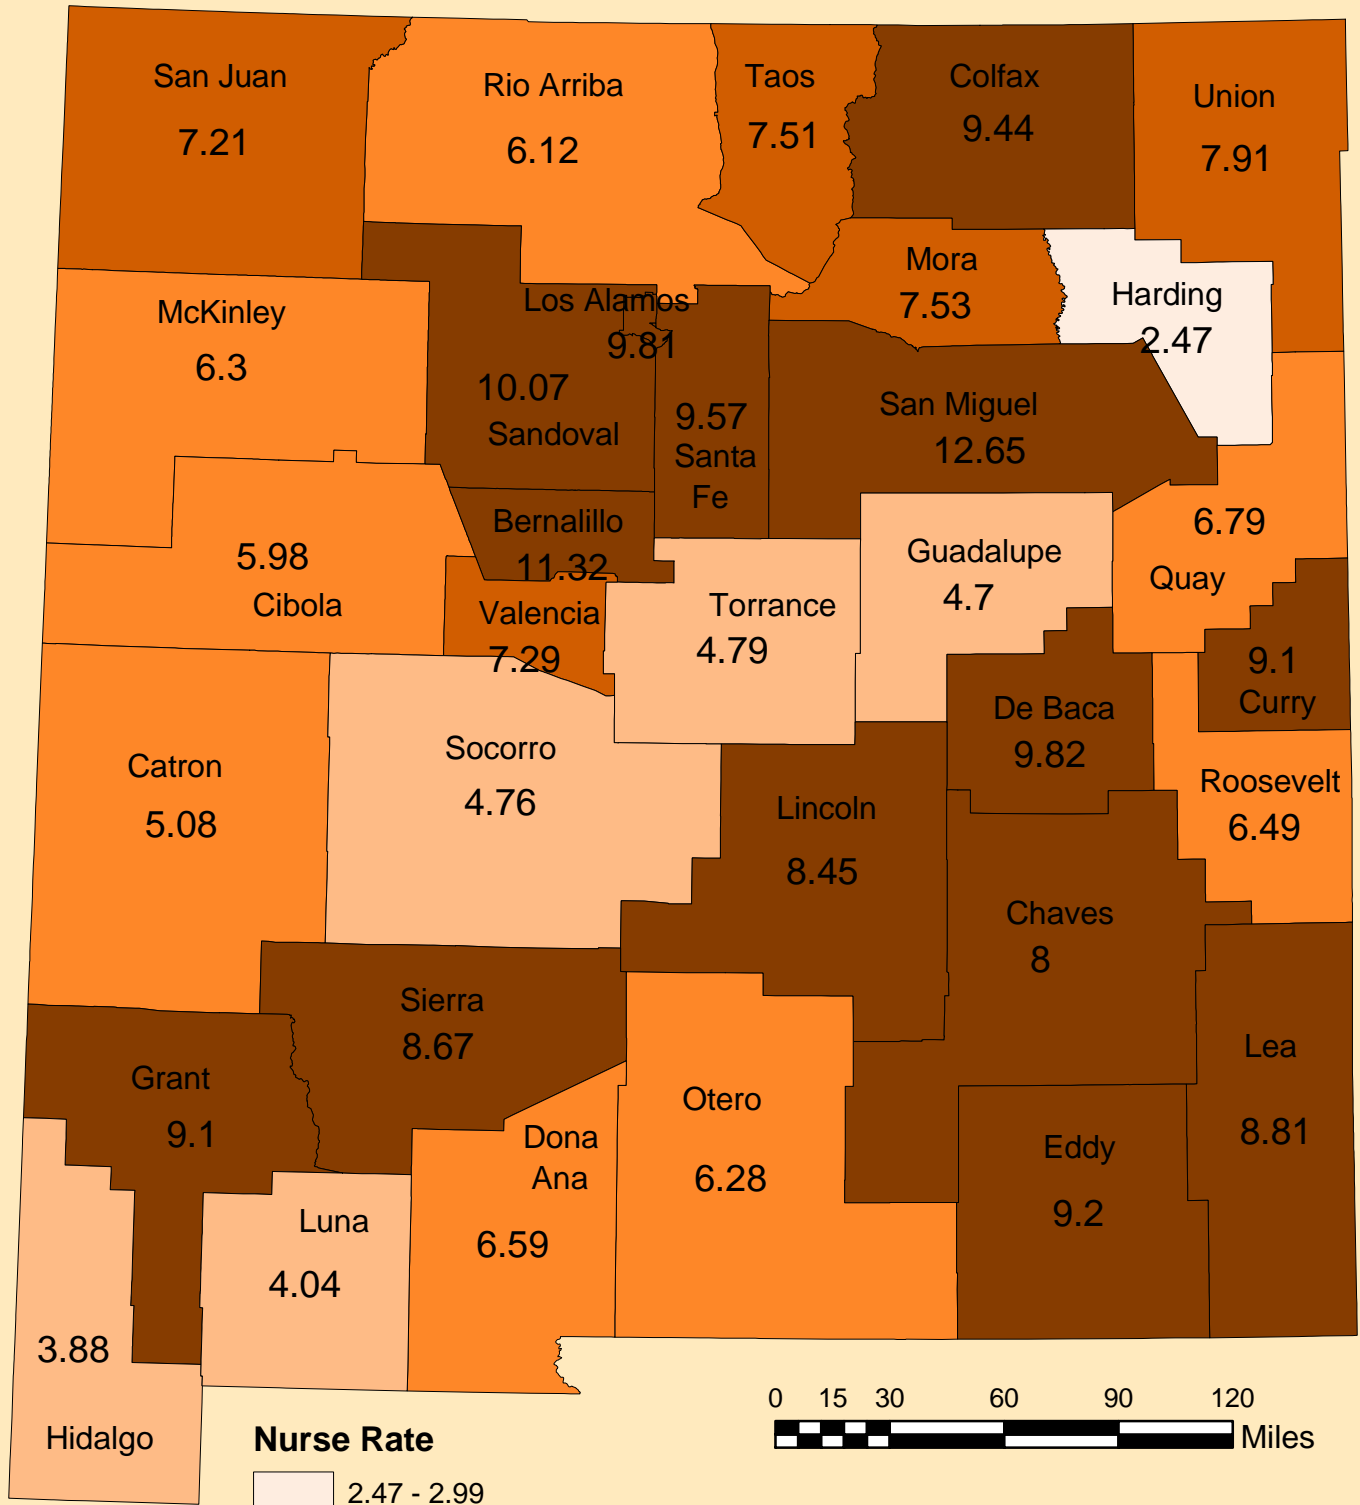 San Juan
7.21
Rio Arriba
6.12
Taos
7.51
Colfax
9.44
Union
7.91
McKinley
6.3
Los Alamos
9.81
10.07
Sandoval
9.57
Santa
Fe
Mora
7.53
Harding
2.47
San Miguel
12.65
5.98
Cibola
Bernalillo
11.32
Valencia
7.29
Torrance
4.79
Guadalupe
4.7
6.79
Quay
9.1
Curry
De Baca
9.82
Roosevelt
6.49
Catron
5.08
Socorro
4.76
Lincoln
8.45
Chaves
8
Sierra
8.67
Grant
9.1
Dona
Ana
6.59
Otero
6.28
Eddy
9.2
Lea
8.81
Luna
4.04
3.88
Hidalgo
0 15 30 60 90 120
Miles
Nurse Rate
2.47 - 2.99